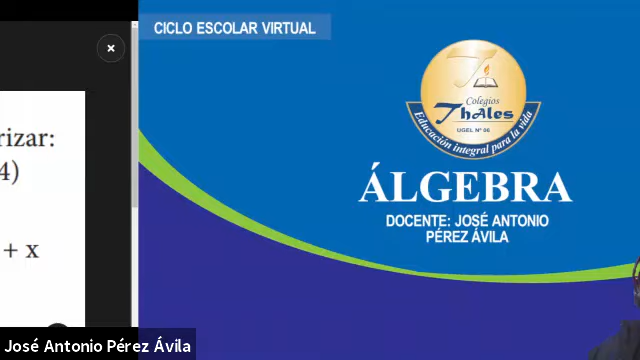 CICLO ESCOLAR VIRTUAL
×
rizar:
4)
+ x
Colegios
Thales
UGEL Nº 06
Educación integral para la vida
ÁLGEBRA
DOCENTE: JOSÉ ANTONIO
PÉREZ ÁVILA
José Antonio Pérez Ávila